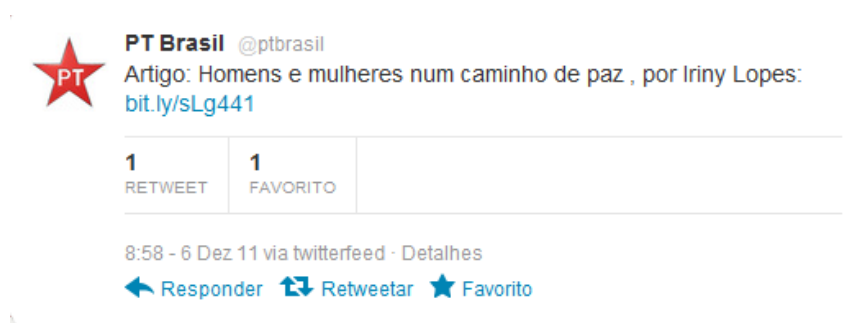 PT Brasil @ptbrasil
PT
Artigo: Homens e mulheres num caminho de paz , por Iriny Lopes:
bit.ly/sLg441
1 1
RETWEET FAVORITO
8:58 - 6 Dez 11 via twitterfeed · Detalhes
Responder Retweetar Favorito